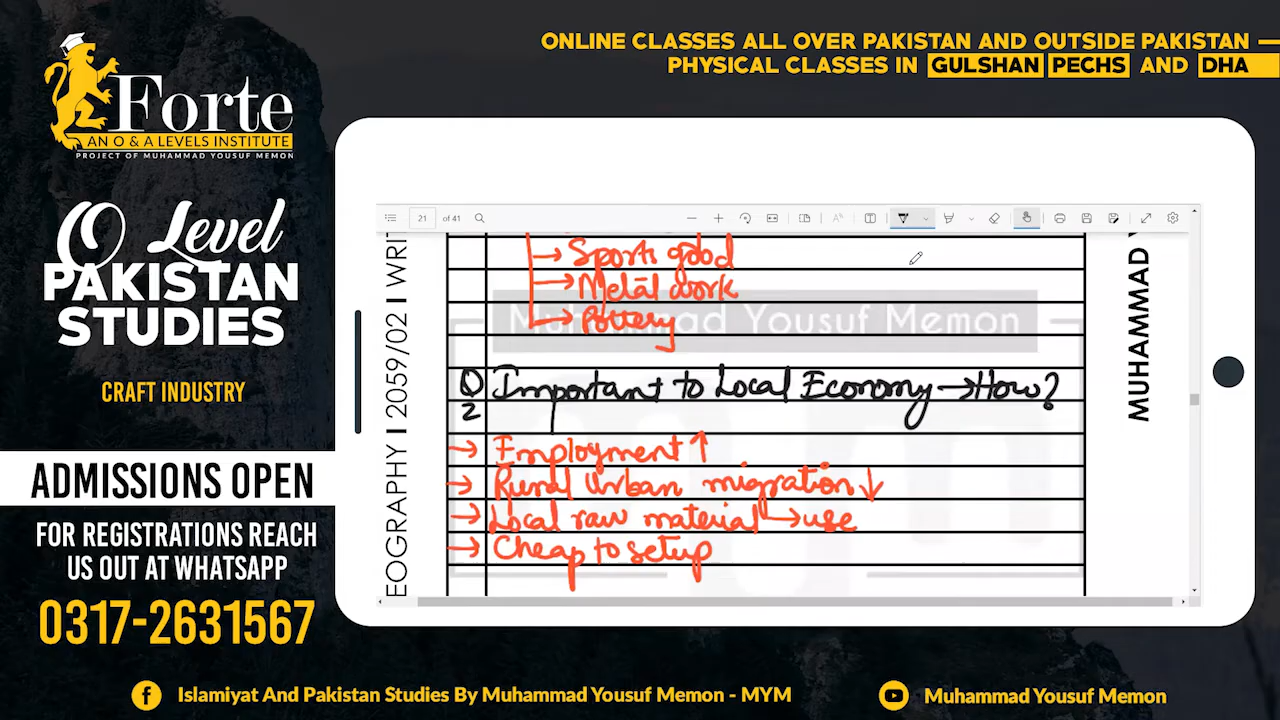 Forte
AN O & A LEVELS INSTITUTE
PROJECT OF MUHAMMAD YOUSUF MEMON
O Level
PAKISTAN
STUDIES
CRAFT INDUSTRY
ADMISSIONS OPEN
FOR REGISTRATIONS REACH
US OUT AT WHATSAPP
0317-2631567
ONLINE CLASSES ALL OVER PAKISTAN AND OUTSIDE PAKISTAN
PHYSICAL CLASSES IN GULSHAN PECHS AND DHA
21 of 41
EOGRAPHY I 2059/02 I WRIT
→ Sports good
→ Metal work
→ Pottery
Muhammad Yousuf Memon
Q2 Important to Local Economy → How?
→ Employment ↑
→ Rural Urban migration ↓
→ Local raw material → use
→ Cheap to setup
MUHAMMAD
Islamiyat And Pakistan Studies By Muhammad Yousuf Memon - MYM
Muhammad Yousuf Memon